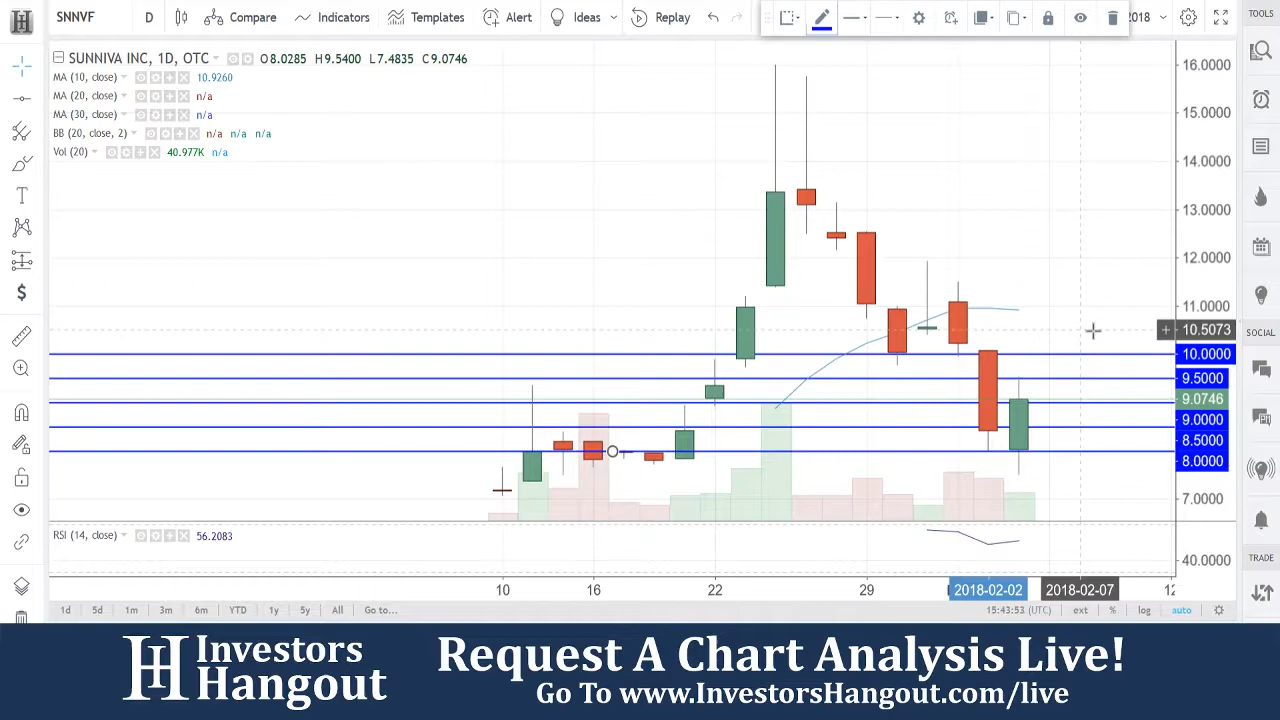 SNNVF D Compare Indicators Templates Alert Ideas Replay 2018
SUNNIVA INC, 1D, OTC O8.0285 H9.5400 L7.4835 C9.0746
MA (10, close) 10.9260
MA (20, close) n/a
MA (30, close) n/a
BB (20, close, 2) n/a n/a n/a
Vol (20) 40.977K n/a
16.0000
15.0000
14.0000
13.0000
12.0000
11.0000
10.5073
10.0000
9.5000
9.0746
9.0000
8.5000
8.0000
7.0000
RSI (14, close) 56.2083
40.0000
10 16 22 29 2018-02-02 2018-02-07
1d 5d 1m 3m 6m YTD 1y 5y All Go to... 15:43:53 (UTC) ext % log auto
TOOLS
SOCIAL
TRADE
Investors
Hangout
Request A Chart Analysis Live!
Go To www.InvestorsHangout.com/live